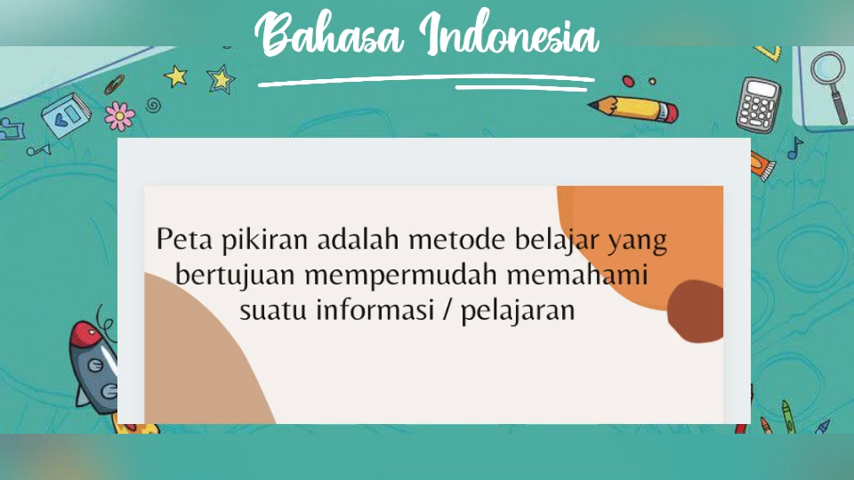 Bahasa Indonesia
Peta pikiran adalah metode belajar yang
bertujuan mempermudah memahami
suatu informasi / pelajaran